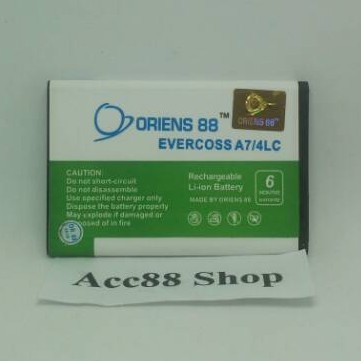 ORIENS 88™
ORIENS 88
EVERCOSS A7/4LC
CAUTION:
Do not short-circuit
Do not disassemble
Use specified charger only
Dispose the battery properly
May explode if damaged or
disposed of in fire
Rechargeable
Li-ion Battery
MADE BY ORIENS 88
6
MONTHS
warranty
Acc88 Shop